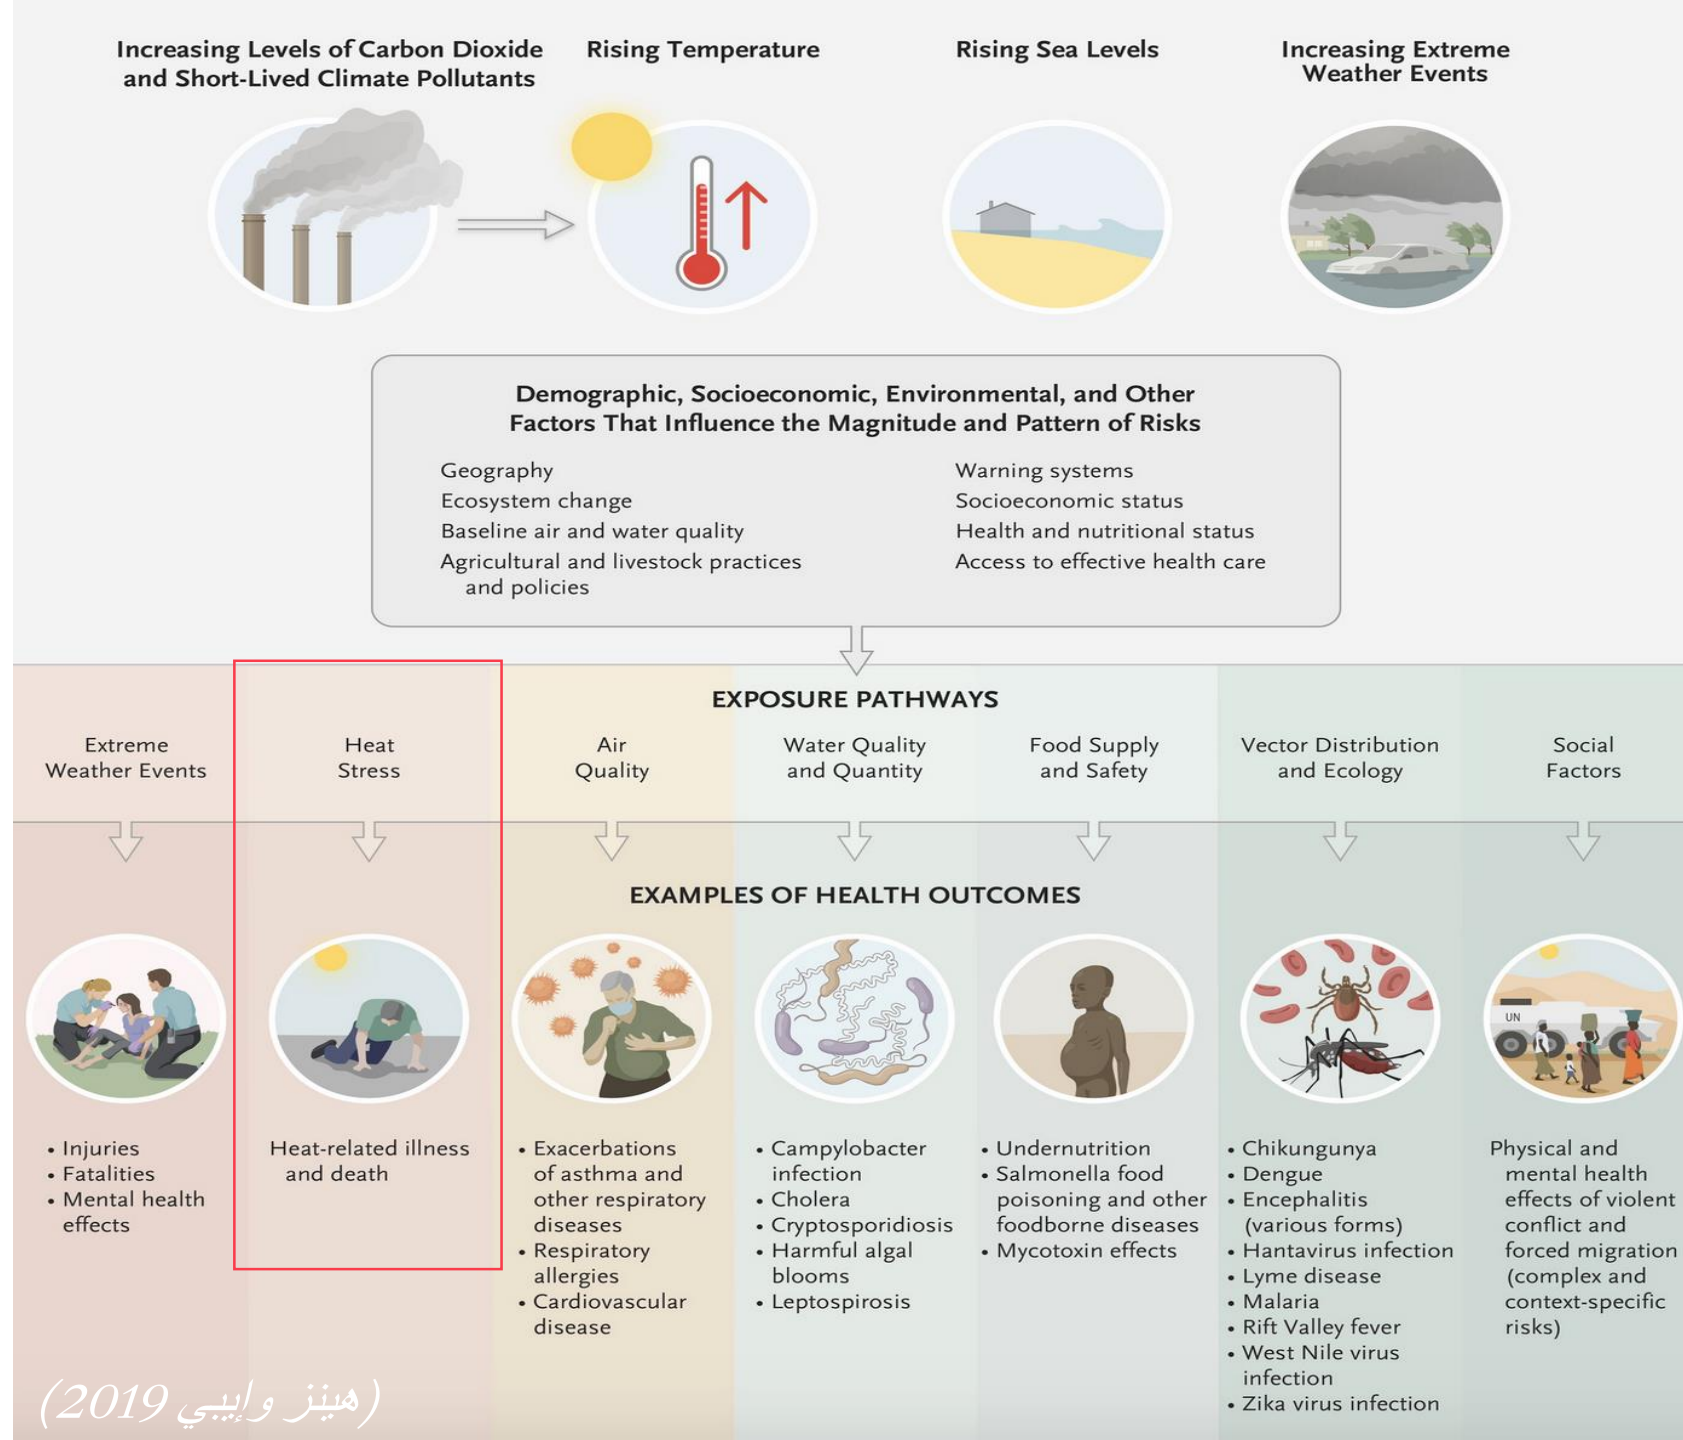 Increasing Levels of Carbon Dioxide
and Short-Lived Climate Pollutants
Rising Temperature
Rising Sea Levels
Increasing Extreme
Weather Events
Demographic, Socioeconomic, Environmental, and Other
Factors That Influence the Magnitude and Pattern of Risks
Geography
Ecosystem change
Baseline air and water quality
Agricultural and livestock practices
and policies
Warning systems
Socioeconomic status
Health and nutritional status
Access to effective health care
EXPOSURE PATHWAYS
Extreme
Weather Events
Heat
Stress
Air
Quality
Water Quality
and Quantity
Food Supply
and Safety
Vector Distribution
and Ecology
Social
Factors
EXAMPLES OF HEALTH OUTCOMES
UN
• Injuries
• Fatalities
• Mental health
effects
Heat-related illness
and death
• Exacerbations
of asthma and
other respiratory
diseases
• Respiratory
allergies
• Cardiovascular
disease
• Campylobacter
infection
• Cholera
• Cryptosporidiosis
• Harmful algal
blooms
• Leptospirosis
• Undernutrition
• Salmonella food
poisoning and other
foodborne diseases
• Mycotoxin effects
• Chikungunya
• Dengue
• Encephalitis
(various forms)
• Hantavirus infection
• Lyme disease
• Malaria
• Rift Valley fever
• West Nile virus
infection
• Zika virus infection
Physical and
mental health
effects of violent
conflict and
forced migration
(complex and
context-specific
risks)
(هينز وإيبي 2019)